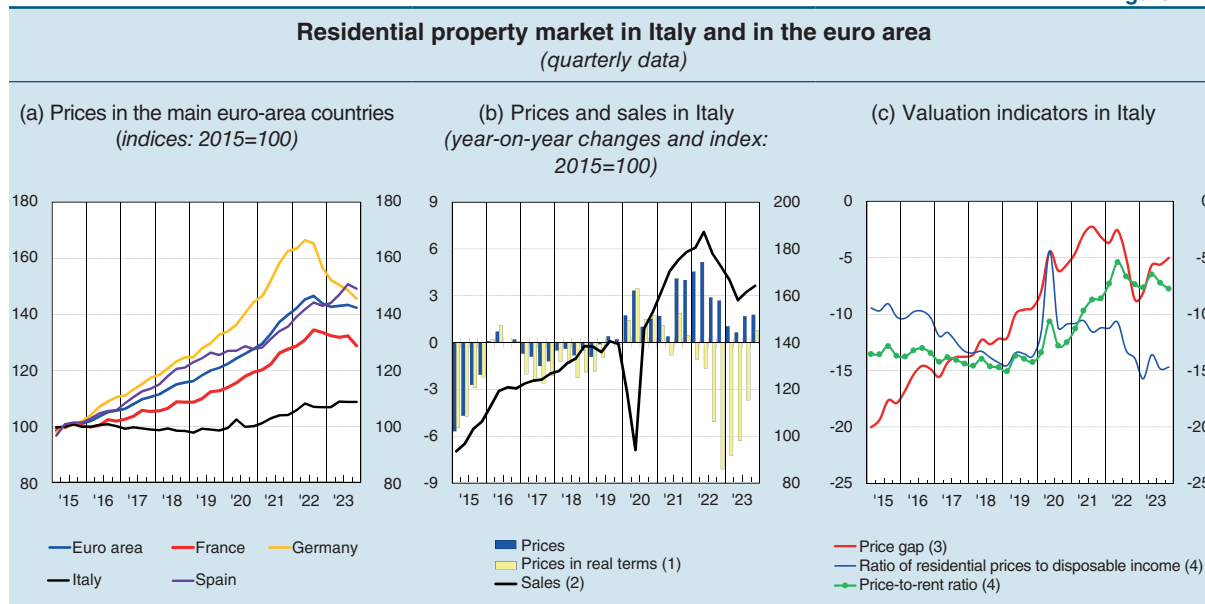 Residential property market in Italy and in the euro area
(quarterly data)
(a) Prices in the main euro-area countries
(indices: 2015=100)
180 180
160 160
140 140
120 120
100 100
80 80
'15 '16 '17 '18 '19 '20 '21 '22 '23
Euro area France Germany
Italy Spain
(b) Prices and sales in Italy
(year-on-year changes and index:
2015=100)
9 200
6 180
3 160
0 140
-3 120
-6 100
-9 80
'15 '16 '17 '18 '19 '20 '21 '22 '23
Prices
Prices in real terms (1)
Sales (2)
(c) Valuation indicators in Italy
0 0
-5 -5
-10 -10
-15 -15
-20 -20
-25 -25
'15 '16 '17 '18 '19 '20 '21 '22 '23
Price gap (3)
Ratio of residential prices to disposable income (4)
Price-to-rent ratio (4)